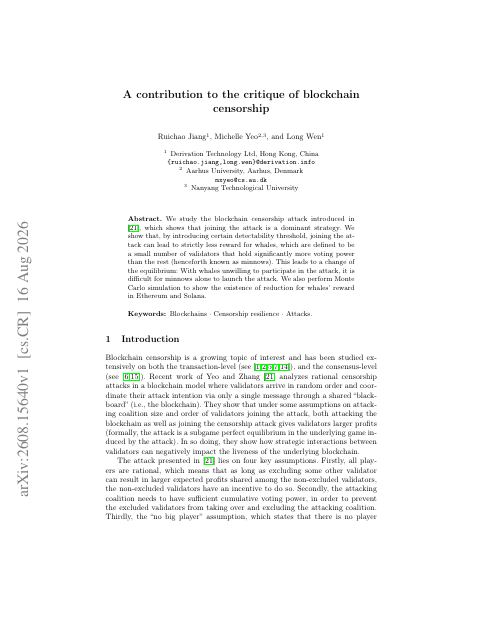 A contribution to the critique of blockchain
censorship
Ruichao Jiang1, Michelle Yeo2,3, and Long Wen1
1 Derivation Technology Ltd, Hong Kong, China
{ruichao.jiang,long.wen}@derivation.info
2 Aarhus University, Aarhus, Denmark
mxyeo@cs.au.dk
3 Nanyang Technological University
Abstract. We study the blockchain censorship attack introduced in
[21], which shows that joining the attack is a dominant strategy. We
show that, by introducing certain detectability threshold, joining the at-
tack can lead to strictly loss reward for whales, which are defined to be
a small number of validators that hold significantly more voting power
than the rest (henceforth known as minnows). This leads to a change of
the equilibrium: With whales unwilling to participate in the attack, it is
difficult for minnows alone to launch the attack. We also perform Monte
Carlo simulation to show the existence of reduction for whales' reward
in Ethereum and Solana.
Keywords: Blockchains · Censorship resilience · Attacks.
1 Introduction
Blockchain censorship is a growing topic of interest and has been studied ex-
tensively on both the transaction-level (see [1,2,3,7,14]), and the consensus-level
(see [6,15]). Recent work of Yeo and Zhang [21] analyzes rational censorship
attacks in a blockchain model where validators arrive in random order and coor-
dinate their attack intention via only a single message through a shared "black-
board" (i.e., the blockchain). They show that under some assumptions on attack-
ing coalition size and order of validators joining the attack, both attacking the
blockchain as well as joining the censorship attack gives validators larger profits
(formally, the attack is a subgame perfect equilibrium in the underlying game in-
duced by the attack). In so doing, they show how strategic interactions between
validators can negatively impact the liveness of the underlying blockchain.
The attack presented in [21] lies on four key assumptions. Firstly, all play-
ers are rational, which means that as long as excluding some other validator
can result in larger expected profits shared among the non-excluded validators,
the non-excluded validators have an incentive to do so. Secondly, the attacking
coalition needs to have sufficient cumulative voting power, in order to prevent
the excluded validators from taking over and excluding the attacking coalition.
Thirdly, the "no big player" assumption, which states that there is no player
arXiv:2608.15640v1 [cs.CR] 16 Aug 2026